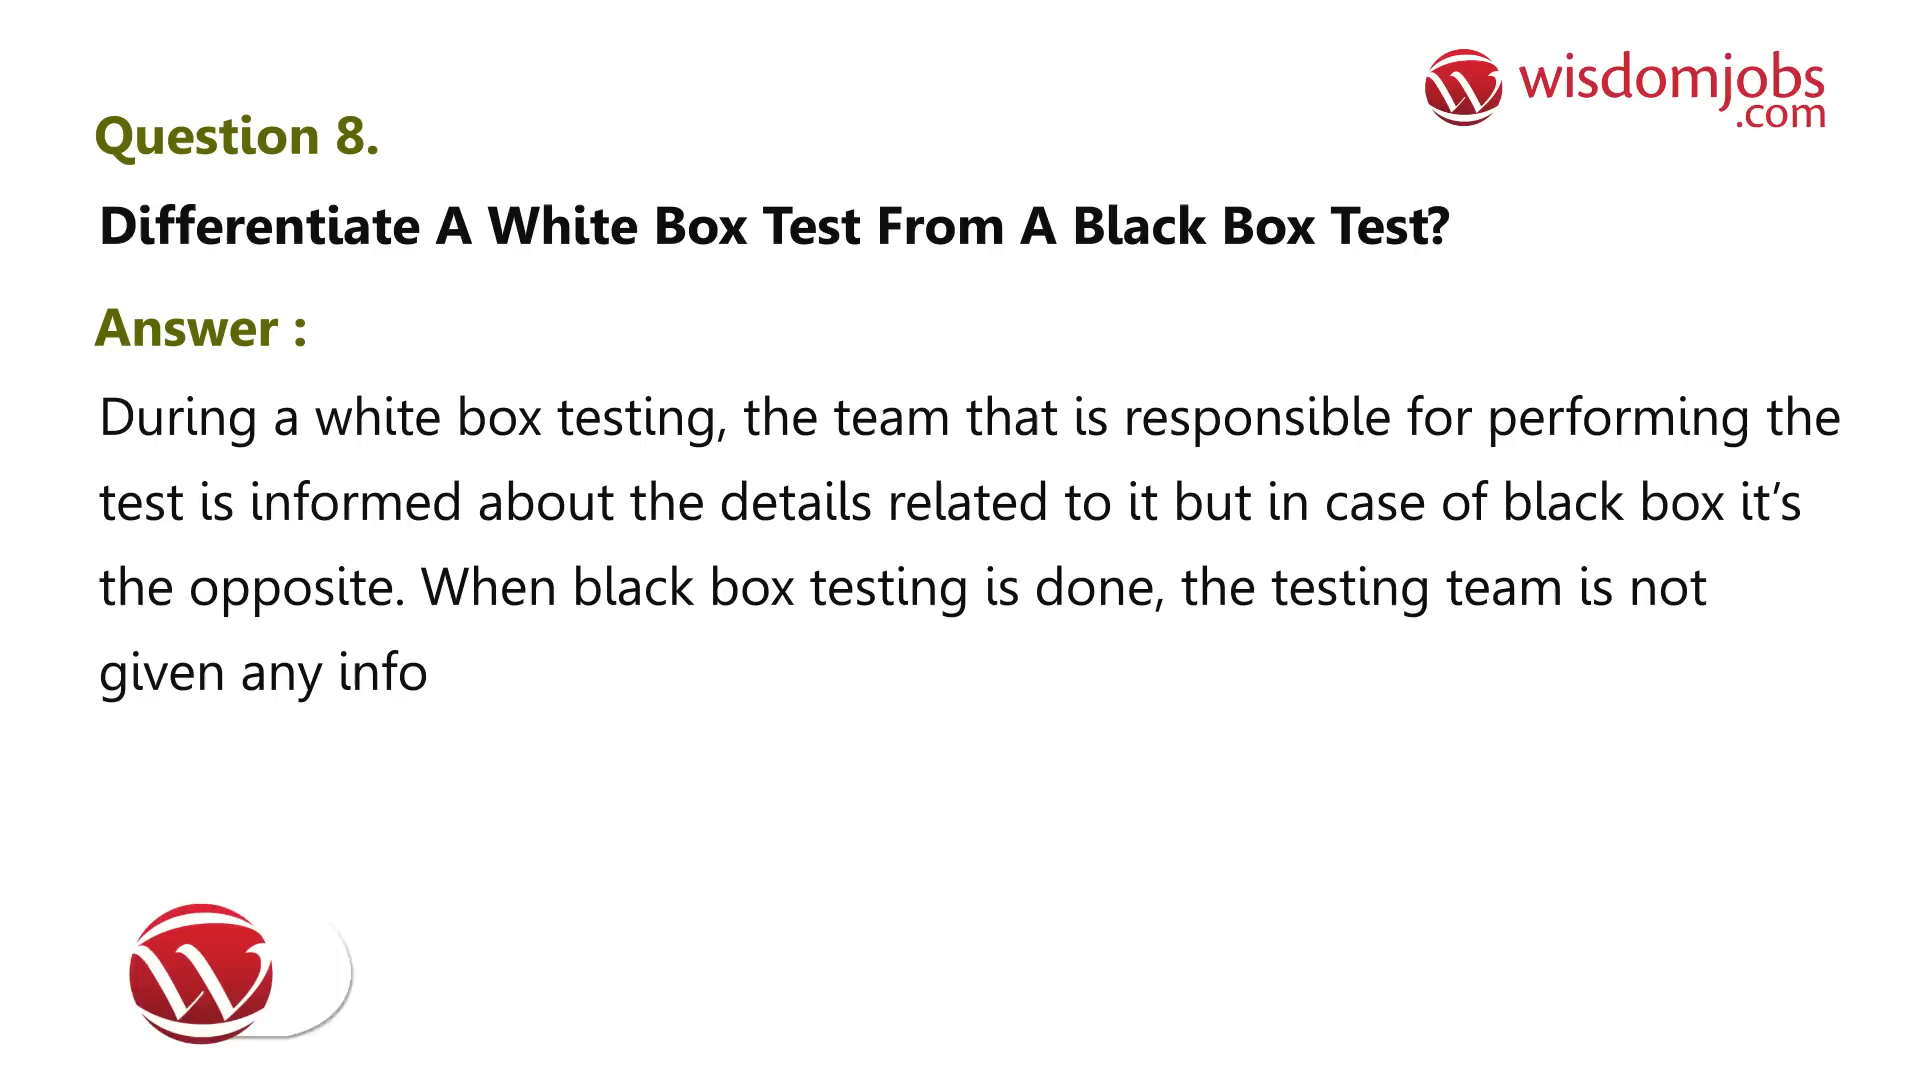 wisdomjobs
.com
Question 8.
Differentiate A White Box Test From A Black Box Test?
Answer :
During a white box testing, the team that is responsible for performing the
test is informed about the details related to it but in case of black box it’s
the opposite. When black box testing is done, the testing team is not
given any info
W